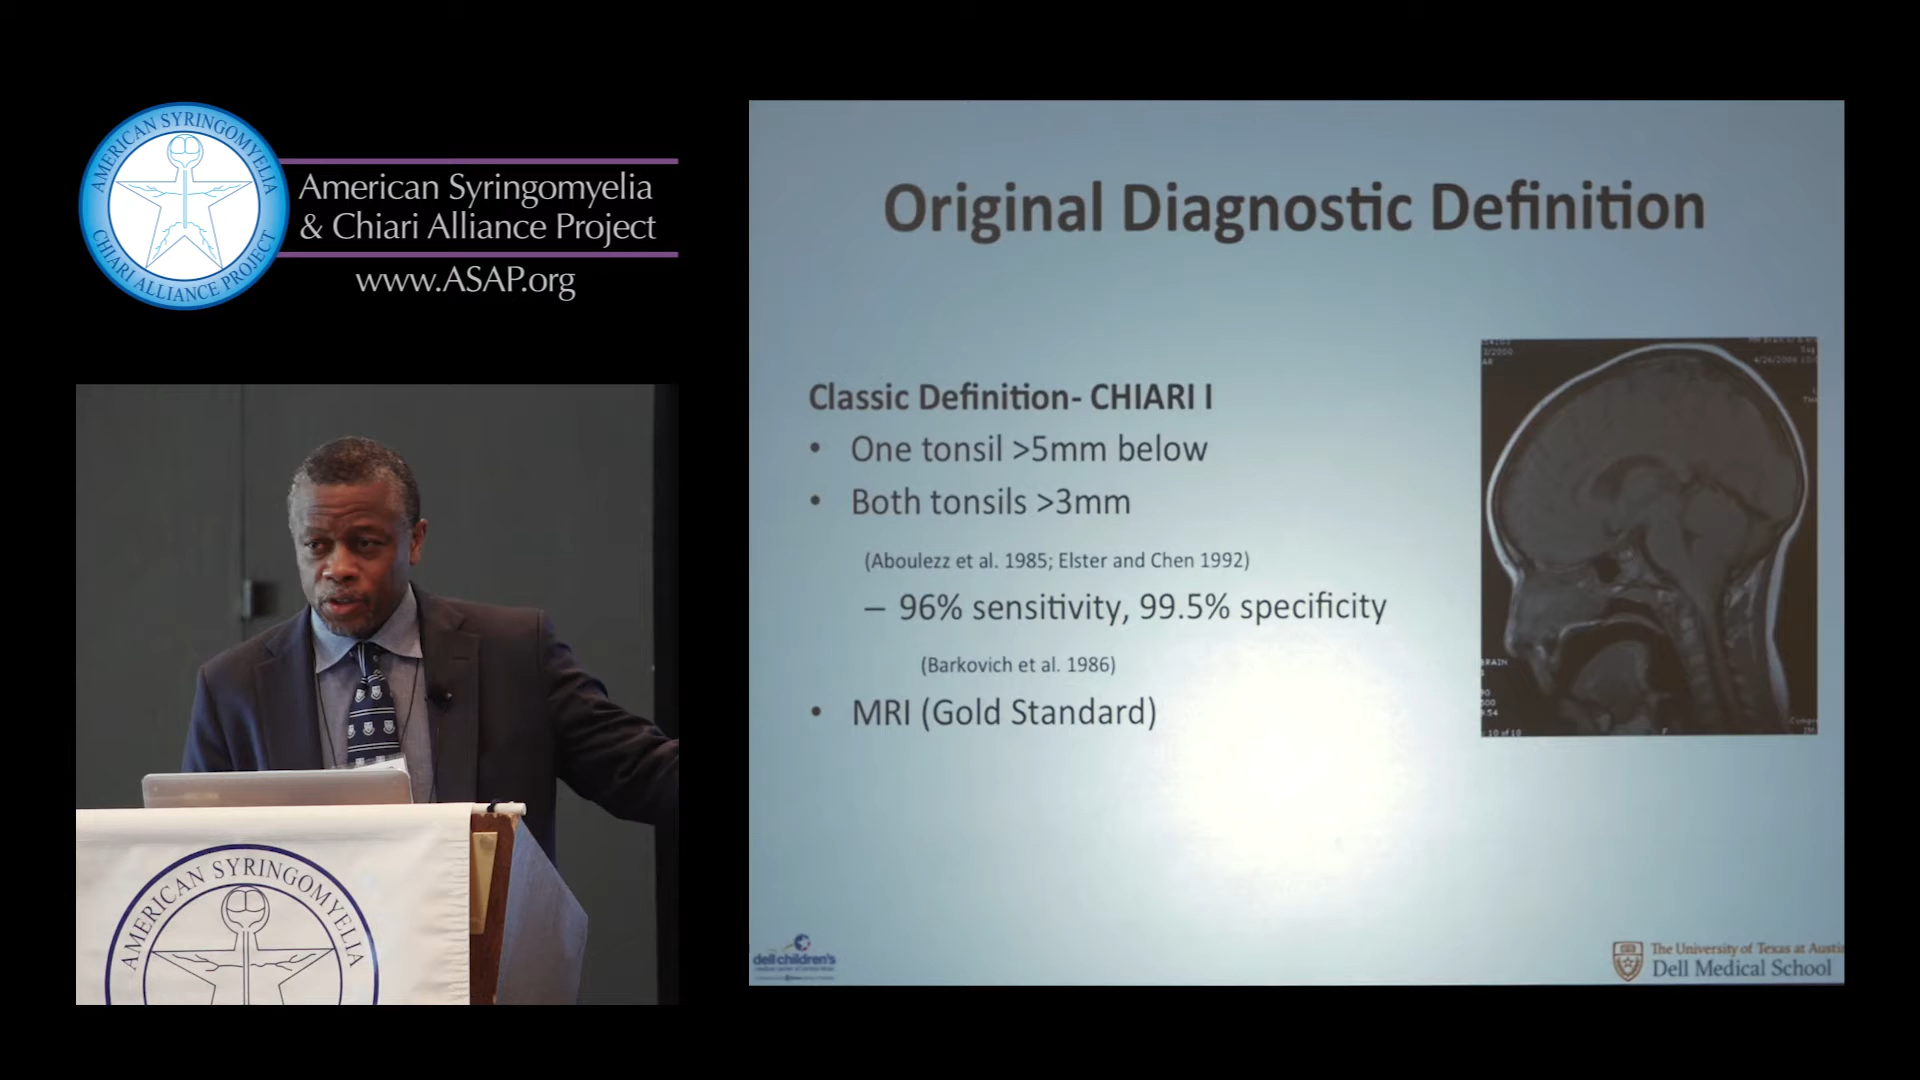 AMERICAN SYRINGOMYELIA
CHIARI ALLIANCE PROJECT
American Syringomyelia
& Chiari Alliance Project
www.ASAP.org
Original Diagnostic Definition
Classic Definition- CHIARI I
• One tonsil >5mm below
• Both tonsils >3mm
(Aboulezz et al. 1985; Elster and Chen 1992)
– 96% sensitivity, 99.5% specificity
(Barkovich et al. 1986)
• MRI (Gold Standard)
dell children's
The University of Texas at Austin
Dell Medical School
AMERICAN SYRINGOMYELIA